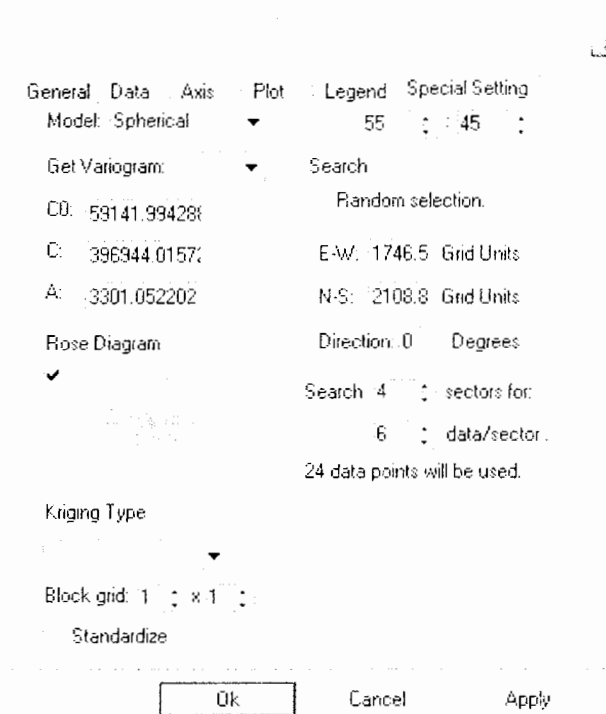 General Data Axis Plot Legend Special Setting
Model: Spherical
55 : 45
Get Variogram:
Search
Random selection.
C0: 59141.99428
C: 396944.01572
A: 3301.052202
E-W: 1746.5 Grid Units
N-S: 2108.8 Grid Units
Direction: 0 Degrees
Rose Diagram
Search 4 sectors for:
6 data/sector.
24 data points will be used.
Kriging Type
Block grid: 1 x 1
Standardize
Ok Cancel Apply